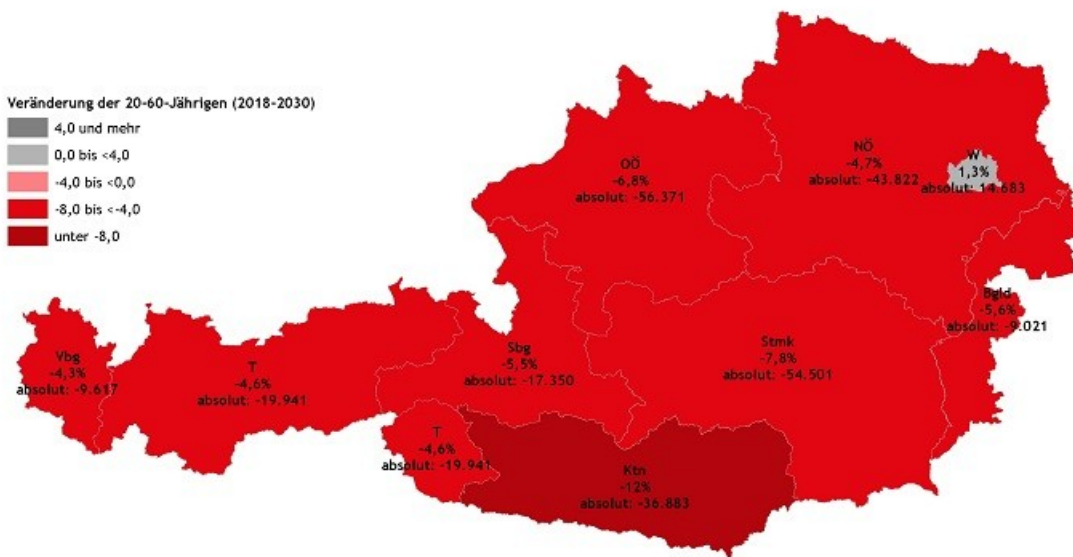 Veränderung der 20-60-Jährigen (2018-2030)
4,0 und mehr
0,0 bis <4,0
-4,0 bis <0,0
-8,0 bis <-4,0
unter -8,0
OÖ
-6,8%
absolut: -56.371
NÖ
-4,7%
absolut: -43.822
W
1,3%
absolut: 14.683
Bgld
-5,6%
absolut: -9.021
Vbg
-4,3%
absolut: -9.617
T
-4,6%
absolut: -19.941
Sbg
-5,5%
absolut: -17.350
Stmk
-7,8%
absolut: -54.501
T
-4,6%
absolut: -19.941
Ktn
-12%
absolut: -36.883